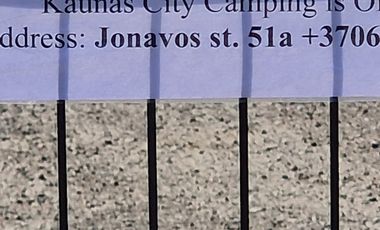 Kaunas City Camping is
ddress: Jonavos st. 51a +3706